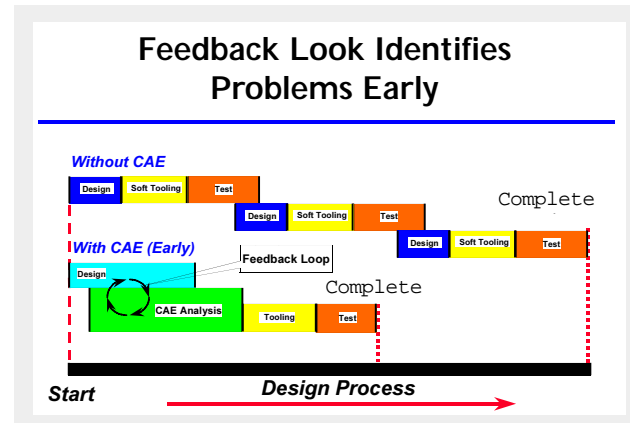 Feedback Look Identifies
Problems Early
Without CAE
Design Soft Tooling Test
Design Soft Tooling Test
Complete
Design Soft Tooling Test
With CAE (Early)
Feedback Loop
Design
Complete
CAE Analysis Tooling Test
Start
Design Process